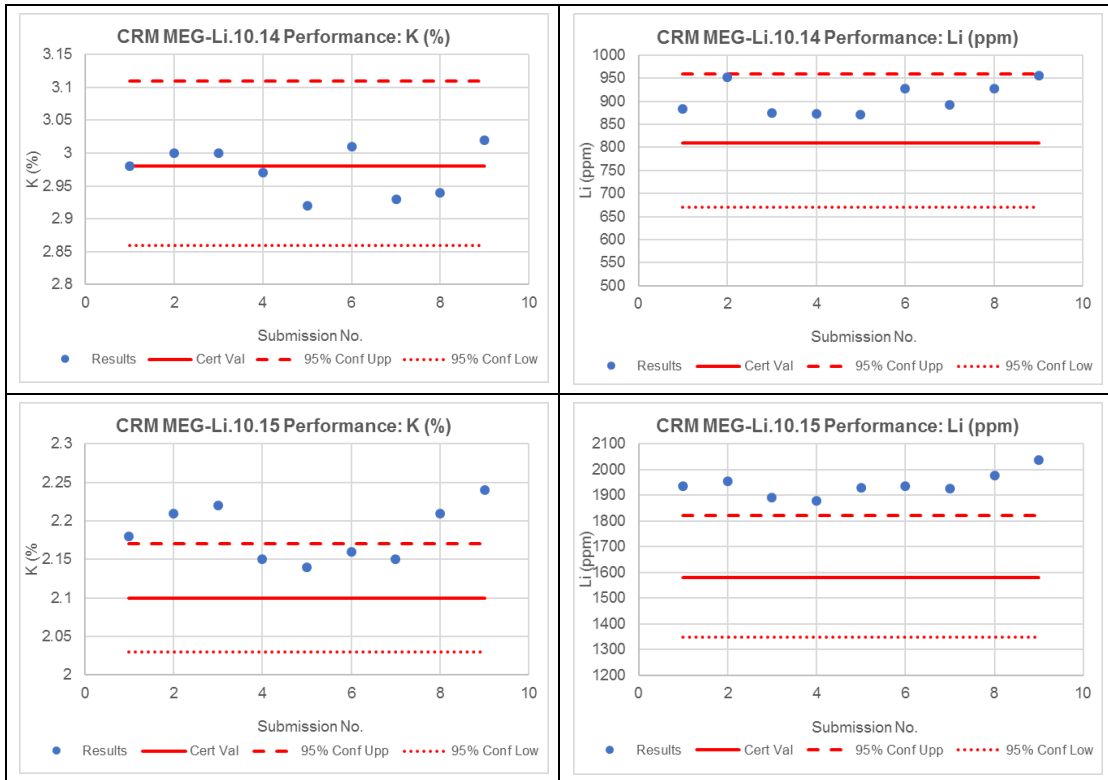 CRM MEG-Li.10.14 Performance: K (%)
3.15
3.1
3.05
3
2.95
2.9
2.85
2.8
K (%)
0 2 4 6 8 10
Submission No.
Results Cert Val 95% Conf Upp 95% Conf Low
CRM MEG-Li.10.14 Performance: Li (ppm)
1000
950
900
850
800
750
700
650
600
550
500
Li (ppm)
0 2 4 6 8 10
Submission No.
Results Cert Val 95% Conf Upp 95% Conf Low
CRM MEG-Li.10.15 Performance: K (%)
2.3
2.25
2.2
2.15
2.1
2.05
2
K (%
0 2 4 6 8 10
Submission No.
Results Cert Val 95% Conf Upp 95% Conf Low
CRM MEG-Li.10.15 Performance: Li (ppm)
2100
2000
1900
1800
1700
1600
1500
1400
1300
1200
Li (ppm)
0 2 4 6 8 10
Submission No.
Results Cert Val 95% Conf Upp 95% Conf Low